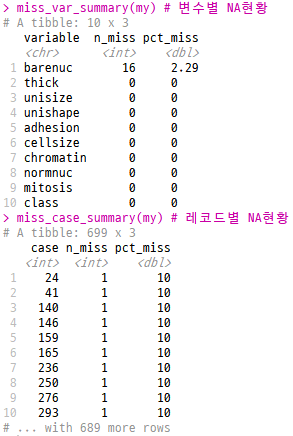 > miss_var_summary(my) # 변수별 NA현황
# A tibble: 10 x 3
   variable  n_miss pct_miss
   <chr>      <int>    <dbl>
 1 barenuc       16     2.29
 2 thick          0     0
 3 unisize        0     0
 4 unishape       0     0
 5 adhesion       0     0
 6 cellsize       0     0
 7 chromatin      0     0
 8 normnuc        0     0
 9 mitosis        0     0
10 class          0     0
> miss_case_summary(my) # 레코드별 NA현황
# A tibble: 699 x 3
    case n_miss pct_miss
   <int>  <int>    <dbl>
 1    24      1       10
 2    41      1       10
 3   140      1       10
 4   146      1       10
 5   159      1       10
 6   165      1       10
 7   236      1       10
 8   250      1       10
 9   276      1       10
10   293      1       10
# ... with 689 more rows